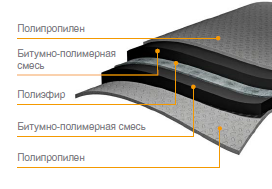 Полипропилен
Битумно-полимерная
смесь
Полиэфир
Битумно-полимерная смесь
Полипропилен